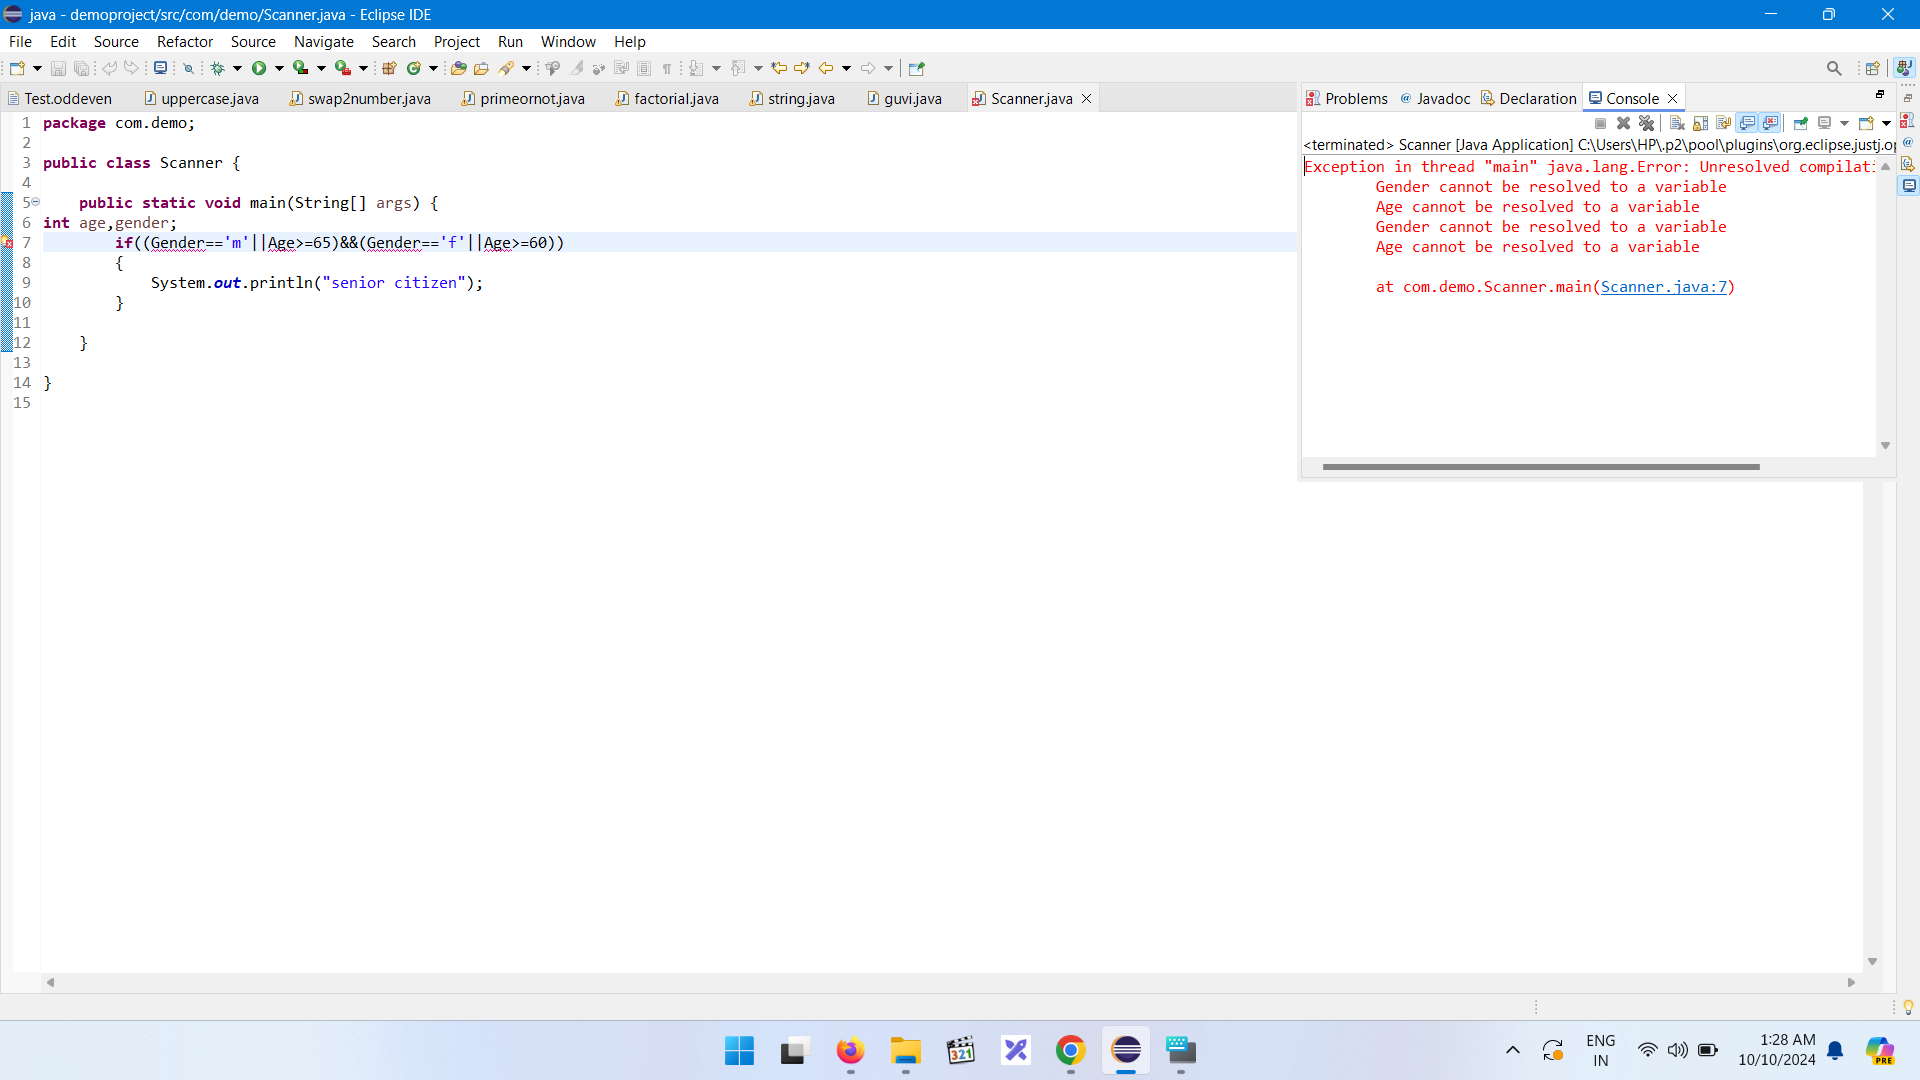 java - demoproject/src/com/demo/Scanner.java - Eclipse IDE
File Edit Source Refactor Source Navigate Search Project Run Window Help
Test.oddeven uppercase.java swap2number.java primeornot.java factorial.java string.java guvi.java Scanner.java
1 package com.demo;
2
3 public class Scanner {
4
5 public static void main(String[] args) {
6 int age,gender;
7 if((Gender=='m'||Age>=65)&&(Gender=='f'||Age>=60))
8 {
9 System.out.println("senior citizen");
10 }
11
12 }
13
14 }
15
Problems @ Javadoc Declaration Console
<terminated> Scanner [Java Application] C:\Users\HP\.p2\pool\plugins\org.eclipse.justj.op
Exception in thread "main" java.lang.Error: Unresolved compilati
Gender cannot be resolved to a variable
Age cannot be resolved to a variable
Gender cannot be resolved to a variable
Age cannot be resolved to a variable
at com.demo.Scanner.main(Scanner.java:7)
321
ENG
IN
1:28 AM
10/10/2024
PRE